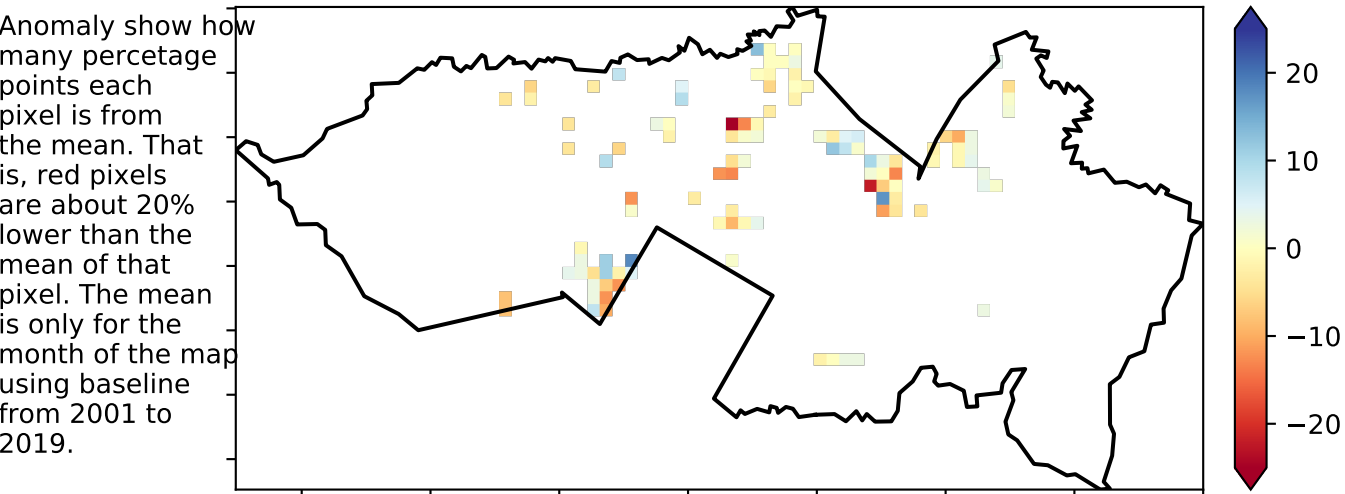 Anomaly show how
many percetage
points each
pixel is from
the mean. That
is, red pixels
are about 20%
lower than the
mean of that
pixel. The mean
is only for the
month of the map
using baseline
from 2001 to
2019.
20
10
0
−10
−20